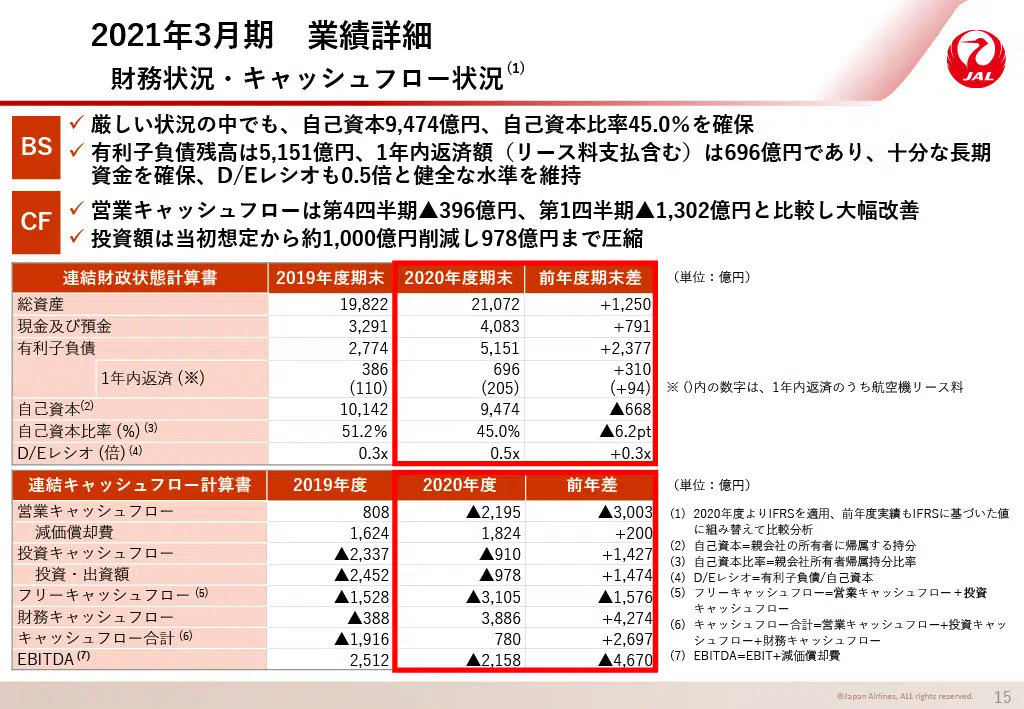 2021年3月期　業績詳細
財務状況・キャッシュフロー状況(1)
JAL
BS
✓ 厳しい状況の中でも、自己資本9,474億円、自己資本比率45.0%を確保
✓ 有利子負債残高は5,151億円、1年内返済額（リース料支払含む）は696億円であり、十分な長期
資金を確保、D/Eレシオも0.5倍と健全な水準を維持
CF
✓ 営業キャッシュフローは第4四半期▲396億円、第1四半期▲1,302億円と比較し大幅改善
✓ 投資額は当初想定から約1,000億円削減し978億円まで圧縮
連結財政状態計算書 2019年度期末 2020年度期末 前年度期末差 （単位：億円）
総資産 19,822 21,072 +1,250
現金及び預金 3,291 4,083 +791
有利子負債 2,774 5,151 +2,377
1年内返済（※） 386 696 +310
(110) (205) (+94) ※ ()内の数字は、1年内返済のうち航空機リース料
自己資本(2) 10,142 9,474 ▲668
自己資本比率 (%) (3) 51.2% 45.0% ▲6.2pt
D/Eレシオ (倍) (4) 0.3x 0.5x +0.3x
連結キャッシュフロー計算書 2019年度 2020年度 前年差 （単位：億円）
営業キャッシュフロー 808 ▲2,195 ▲3,003
減価償却費 1,624 1,824 +200
投資キャッシュフロー ▲2,337 ▲910 +1,427
投資・出資額 ▲2,452 ▲978 +1,474
フリーキャッシュフロー (5) ▲1,528 ▲3,105 ▲1,576
財務キャッシュフロー ▲388 3,886 +4,274
キャッシュフロー合計 (6) ▲1,916 780 +2,697
EBITDA (7) 2,512 ▲2,158 ▲4,670
(1) 2020年度よりIFRSを適用、前年度実績もIFRSに基づいた値
に組み替えて比較分析
(2) 自己資本=親会社の所有者に帰属する持分
(3) 自己資本比率=親会社所有者帰属持分比率
(4) D/Eレシオ=有利子負債/自己資本
(5) フリーキャッシュフロー=営業キャッシュフロー＋投資
キャッシュフロー
(6) キャッシュフロー合計=営業キャッシュフロー+投資キャッ
シュフロー+財務キャッシュフロー
(7) EBITDA=EBIT+減価償却費
®Japan Airlines, ALL rights reserved. 15